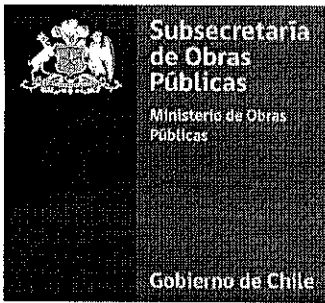 Subsecretaría
de Obras
Públicas
Ministerio de Obras
Públicas
Gobierno de Chile